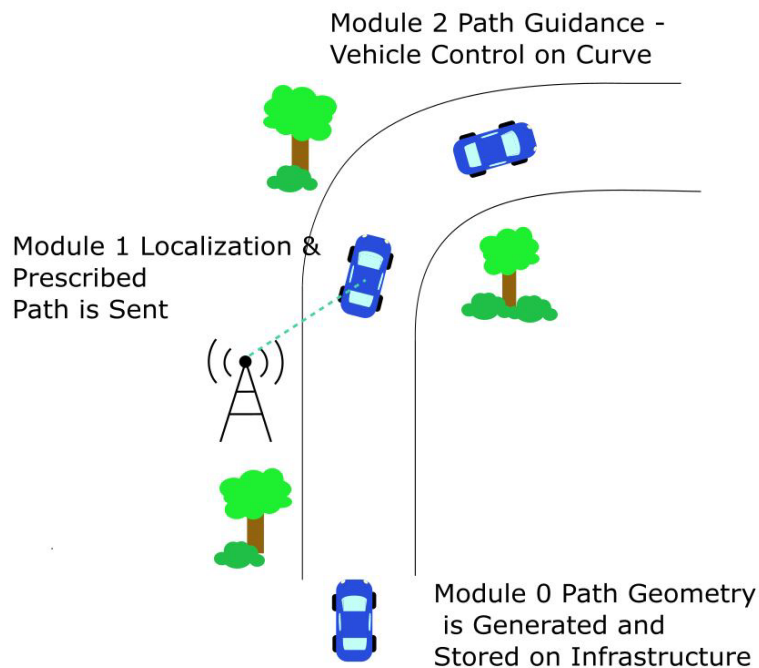 Module 2 Path Guidance -
Vehicle Control on Curve
Module 1 Localization &
Prescribed
Path is Sent
Module 0 Path Geometry
is Generated and
Stored on Infrastructure